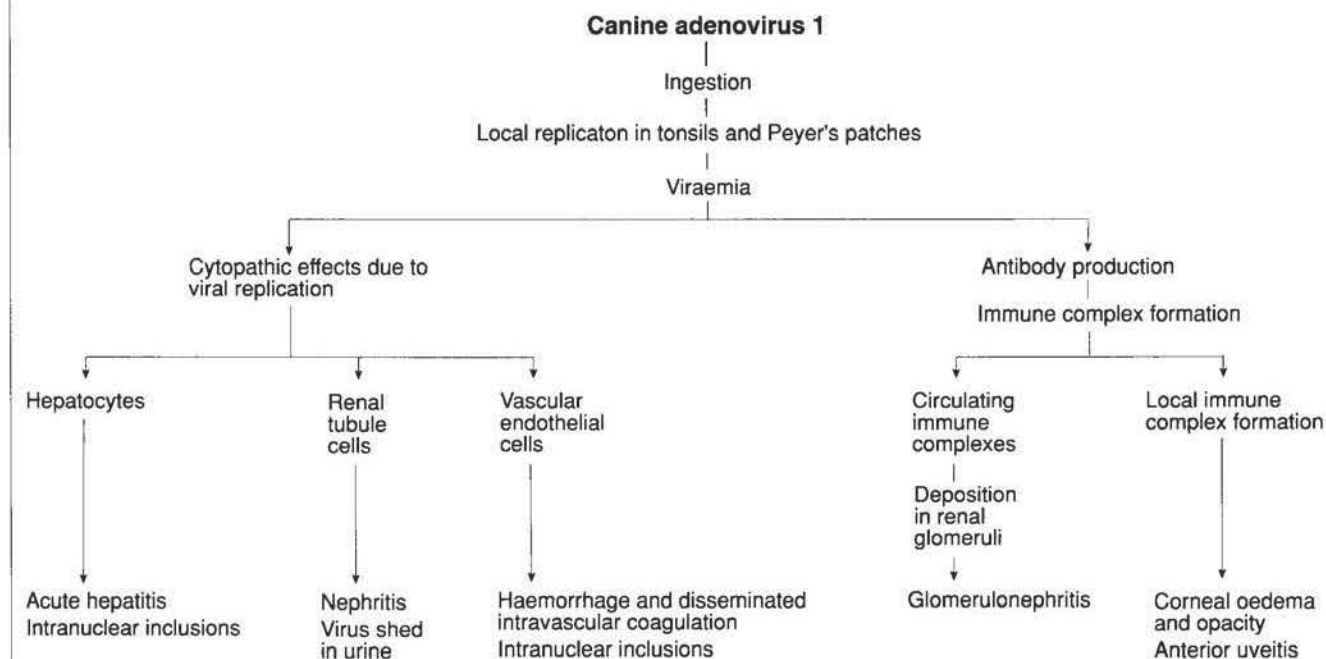 Canine adenovirus 1
Ingestion
Local replicaton in tonsils and Peyer's patches
Viraemia
Cytopathic effects due to
viral replication
Antibody production
Immune complex formation
Hepatocytes
Renal
tubule
cells
Vascular
endothelial
cells
Circulating
immune
complexes
Local immune
complex formation
Deposition
in renal
glomeruli
Acute hepatitis
Intranuclear inclusions
Nephritis
Virus shed
in urine
Haemorrhage and disseminated
intravascular coagulation
Intranuclear inclusions
Glomerulonephritis
Corneal oedema
and opacity
Anterior uveitis